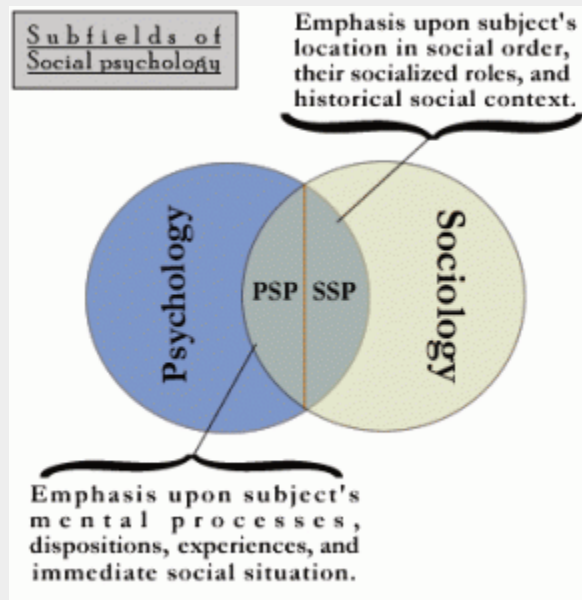 Subfields of
Social psychology
Emphasis upon subject's
location in social order,
their socialized roles, and
historical social context.
Psychology
PSP
SSP
Sociology
Emphasis upon subject's
mental processes,
dispositions, experiences, and
immediate social situation.